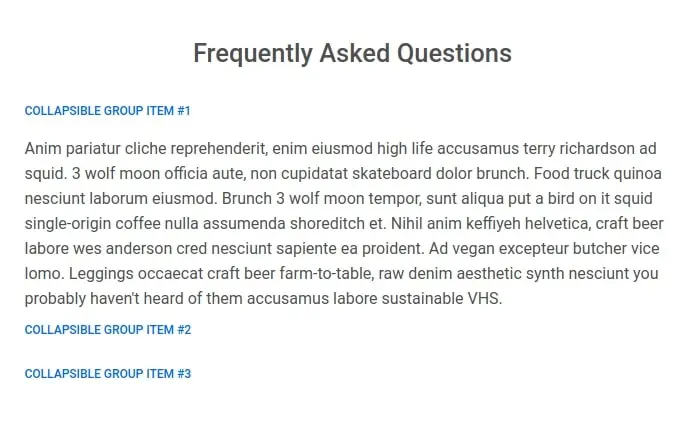 Frequently Asked Questions
COLLAPSIBLE GROUP ITEM #1
Anim pariatur cliche reprehenderit, enim eiusmod high life accusamus terry richardson ad
squid. 3 wolf moon officia aute, non cupidatat skateboard dolor brunch. Food truck quinoa
nesciunt laborum eiusmod. Brunch 3 wolf moon tempor, sunt aliqua put a bird on it squid
single-origin coffee nulla assumenda shoreditch et. Nihil anim keffiyeh helvetica, craft beer
labore wes anderson cred nesciunt sapiente ea proident. Ad vegan excepteur butcher vice
lomo. Leggings occaecat craft beer farm-to-table, raw denim aesthetic synth nesciunt you
probably haven't heard of them accusamus labore sustainable VHS.
COLLAPSIBLE GROUP ITEM #2
COLLAPSIBLE GROUP ITEM #3